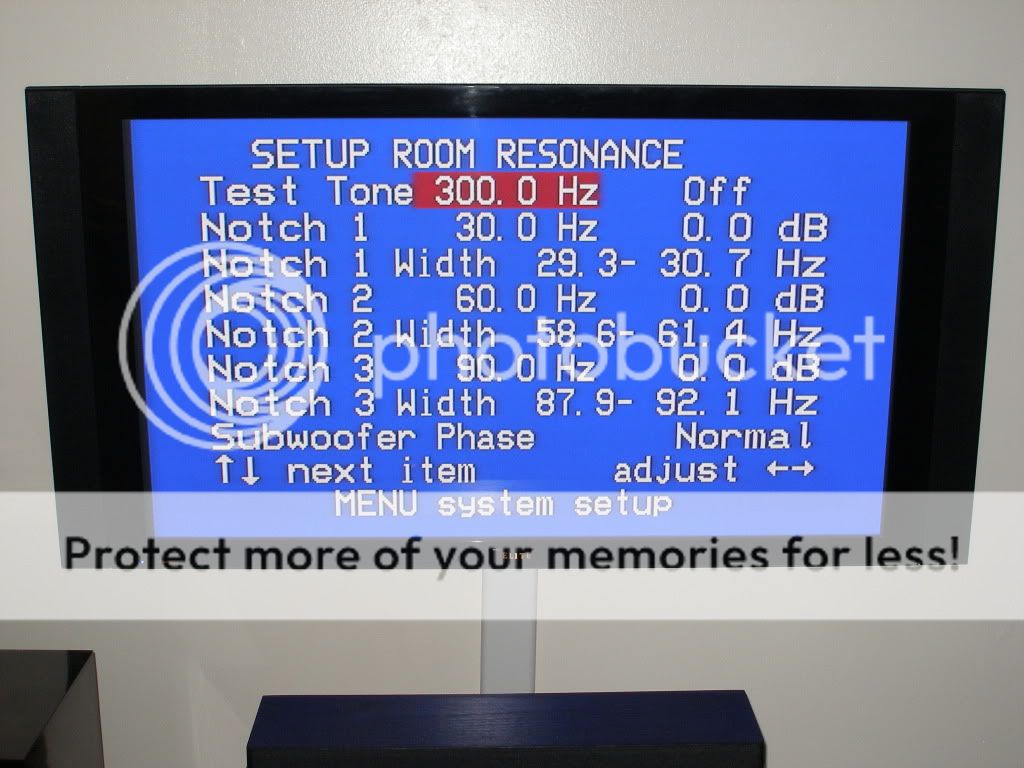 SETUP ROOM RESONANCE
Test Tone 300.0 Hz Off
Notch 1 30.0 Hz 0.0 dB
Notch 1 Width 29.3- 30.7 Hz
Notch 2 60.0 Hz 0.0 dB
Notch 2 Width 58.6- 61.4 Hz
photobucket
Notch 3 90.0 Hz 0.0 dB
Notch 3 Width 87.9- 92.1 Hz
Subwoofer Phase Normal
↑↓ next item adjust ←→
MENU system setup
ELITE
Protect more of your memories for less!